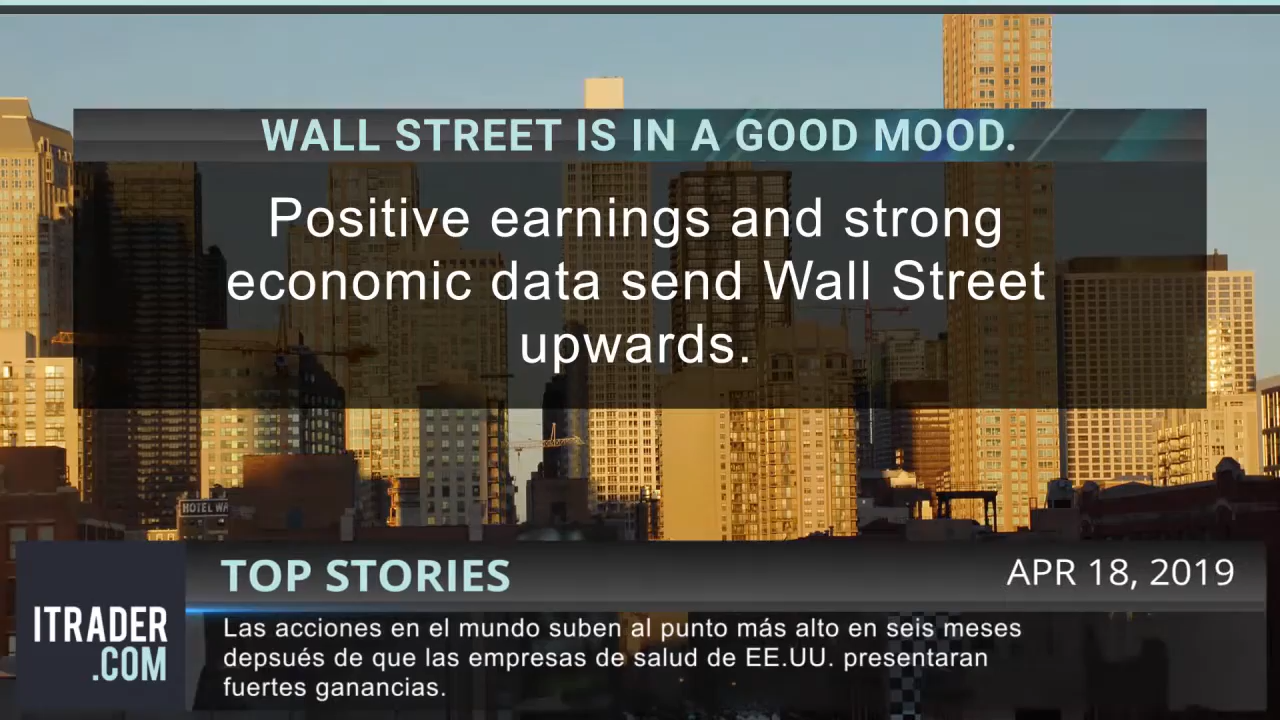 WALL STREET IS IN A GOOD MOOD.
Positive earnings and strong
economic data send Wall Street
upwards.
HOTEL WA
TOP STORIES
APR 18, 2019
ITRADER
.COM
Las acciones en el mundo suben al punto más alto en seis meses
depsués de que las empresas de salud de EE.UU. presentaran
fuertes ganancias.